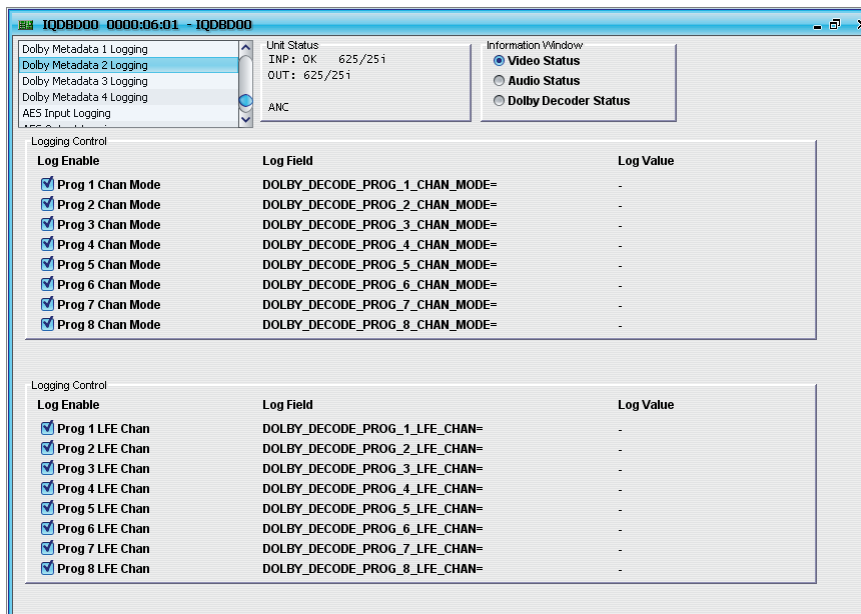 IQDBD00 0000:06:01 - IQDBD00
Dolby Metadata 1 Logging
Dolby Metadata 2 Logging
Dolby Metadata 3 Logging
Dolby Metadata 4 Logging
AES Input Logging
Unit Status
INP: OK 625/25i
OUT: 625/25i
ANC
Information Window
Video Status
Audio Status
Dolby Decoder Status
Logging Control
Log Enable Log Field Log Value
Prog 1 Chan Mode DOLBY_DECODE_PROG_1_CHAN_MODE= -
Prog 2 Chan Mode DOLBY_DECODE_PROG_2_CHAN_MODE= -
Prog 3 Chan Mode DOLBY_DECODE_PROG_3_CHAN_MODE= -
Prog 4 Chan Mode DOLBY_DECODE_PROG_4_CHAN_MODE= -
Prog 5 Chan Mode DOLBY_DECODE_PROG_5_CHAN_MODE= -
Prog 6 Chan Mode DOLBY_DECODE_PROG_6_CHAN_MODE= -
Prog 7 Chan Mode DOLBY_DECODE_PROG_7_CHAN_MODE= -
Prog 8 Chan Mode DOLBY_DECODE_PROG_8_CHAN_MODE= -
Logging Control
Log Enable Log Field Log Value
Prog 1 LFE Chan DOLBY_DECODE_PROG_1_LFE_CHAN= -
Prog 2 LFE Chan DOLBY_DECODE_PROG_2_LFE_CHAN= -
Prog 3 LFE Chan DOLBY_DECODE_PROG_3_LFE_CHAN= -
Prog 4 LFE Chan DOLBY_DECODE_PROG_4_LFE_CHAN= -
Prog 5 LFE Chan DOLBY_DECODE_PROG_5_LFE_CHAN= -
Prog 6 LFE Chan DOLBY_DECODE_PROG_6_LFE_CHAN= -
Prog 7 LFE Chan DOLBY_DECODE_PROG_7_LFE_CHAN= -
Prog 8 LFE Chan DOLBY_DECODE_PROG_8_LFE_CHAN= -